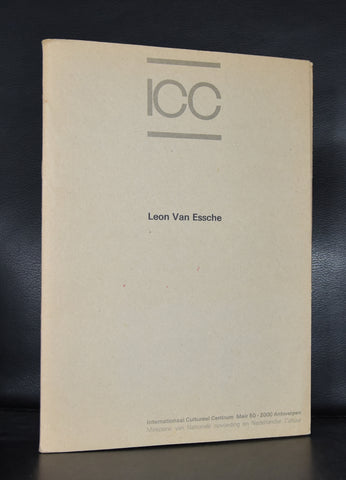 ICC
Leon Van Essche
Internationaal Cultureel Centrum Meir 50 - 2000 Antwerpen
Ministerie van Nationale opvoeding en Nederlandse Cultuur